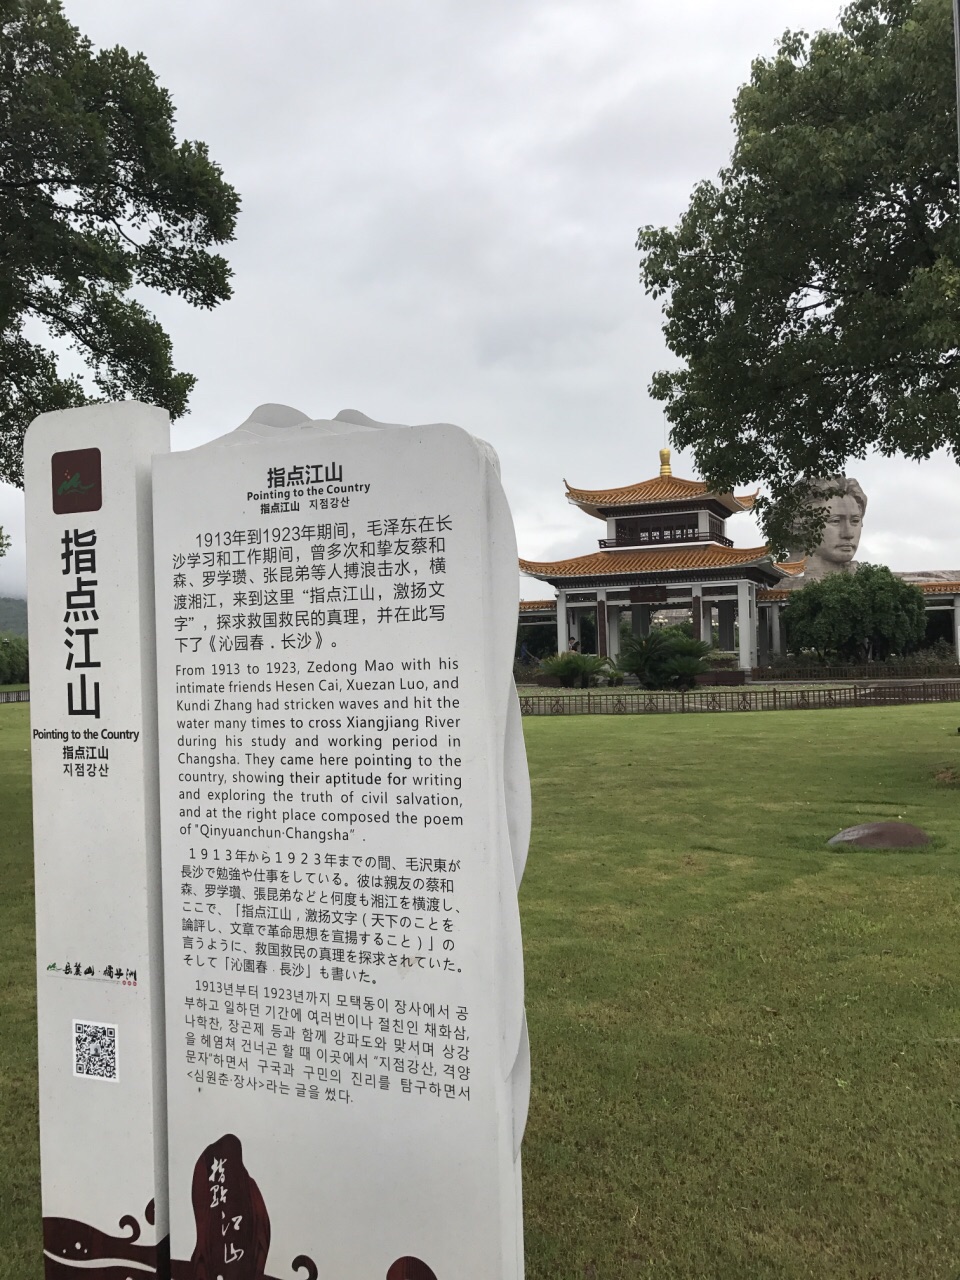 指点江山
Pointing to the Country
指点江山
지점강산
岳麓山·橘子洲
指点江山
Pointing to the Country
指点江山 지점강산
1913年到1923年期间，毛泽东在长
沙学习和工作期间，曾多次和挚友蔡和
森、罗学瓒、张昆弟等人搏浪击水，横
渡湘江，来到这里“指点江山，激扬文
字”，探求救国救民的真理，并在此写
下了《沁园春．长沙》。
From 1913 to 1923, Zedong Mao with his
intimate friends Hesen Cai, Xuezan Luo, and
Kundi Zhang had stricken waves and hit the
water many times to cross Xiangjiang River
during his study and working period in
Changsha. They came here pointing to the
country, showing their aptitude for writing
and exploring the truth of civil salvation,
and at the right place composed the poem
of "Qinyuanchun·Changsha" .
１９１３年から１９２３年までの間、毛沢東が
長沙で勉強や仕事をしている。彼は親友の蔡和
森、罗学瓚、張昆弟などと何度も湘江を横渡し、
ここで、「指点江山，激扬文字（天下のことを
論評し、文章で革命思想を宣揚すること）」の
言うように、救国救民の真理を探求されていた。
そして「沁園春．長沙」も書いた。
1913년부터 1923년까지 모택동이 장사에서 공
부하고 일하던 기간에 여러번이나 절친인 채화삼,
나학찬, 장곤제 등과 함께 강파도와 맞서며 상강
을 헤염쳐 건너곤 할 때 이곳에서 "지점강산, 격양
문자"하면서 구국과 구민의 진리를 탐구하면서
<심원춘·장사>라는 글을 썼다.
指點江山